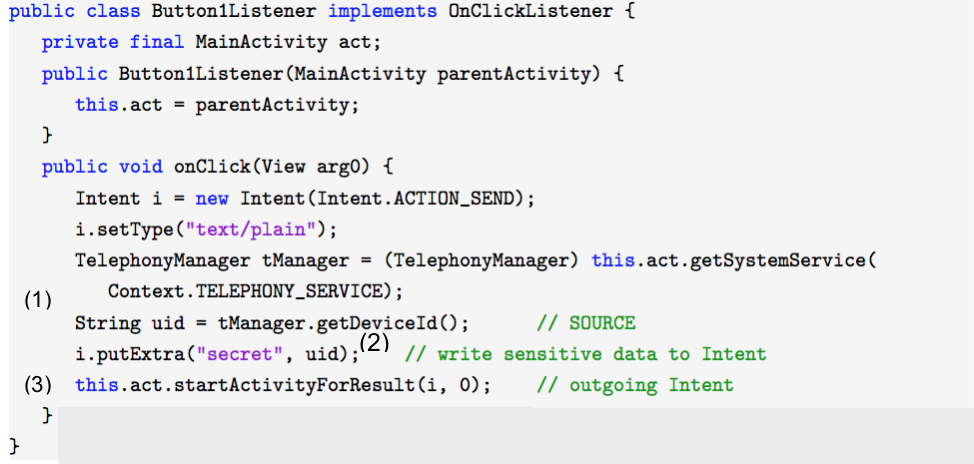 public class Button1Listener implements OnClickListener {
private final MainActivity act;
public Button1Listener(MainActivity parentActivity) {
this.act = parentActivity;
}
public void onClick(View arg0) {
Intent i = new Intent(Intent.ACTION_SEND);
i.setType("text/plain");
TelephonyManager tManager = (TelephonyManager) this.act.getSystemService(
Context.TELEPHONY_SERVICE);
(1)
String uid = tManager.getDeviceId(); // SOURCE
i.putExtra("secret", uid);(2) // write sensitive data to Intent
(3) this.act.startActivityForResult(i, 0); // outgoing Intent
}
}